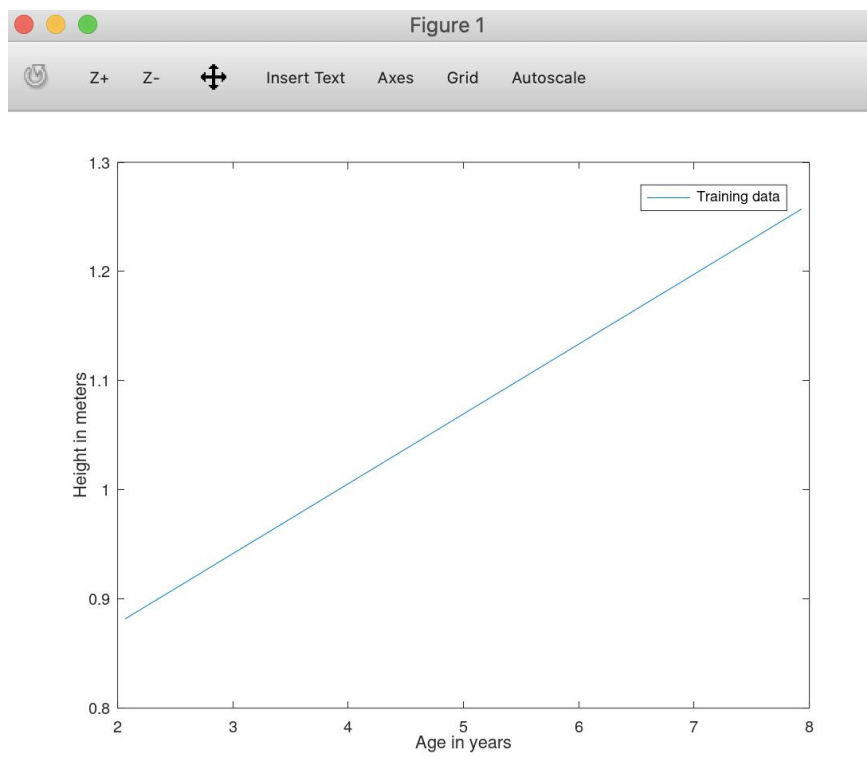 Figure 1
Z+ Z- Insert Text Axes Grid Autoscale
1.3
Training data
1.2
1.1
Height in meters
1
0.9
0.8
2 3 4 5 6 7 8
Age in years